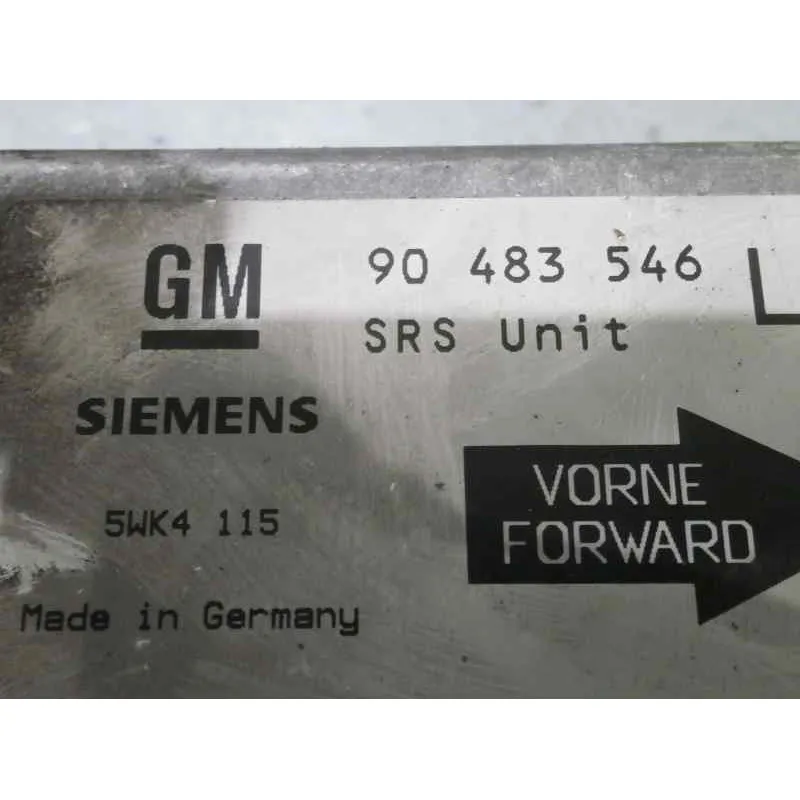 GM 90 483 546
SRS Unit
SIEMENS
VORNE
5WK4 115
FORWARD
Made in Germany